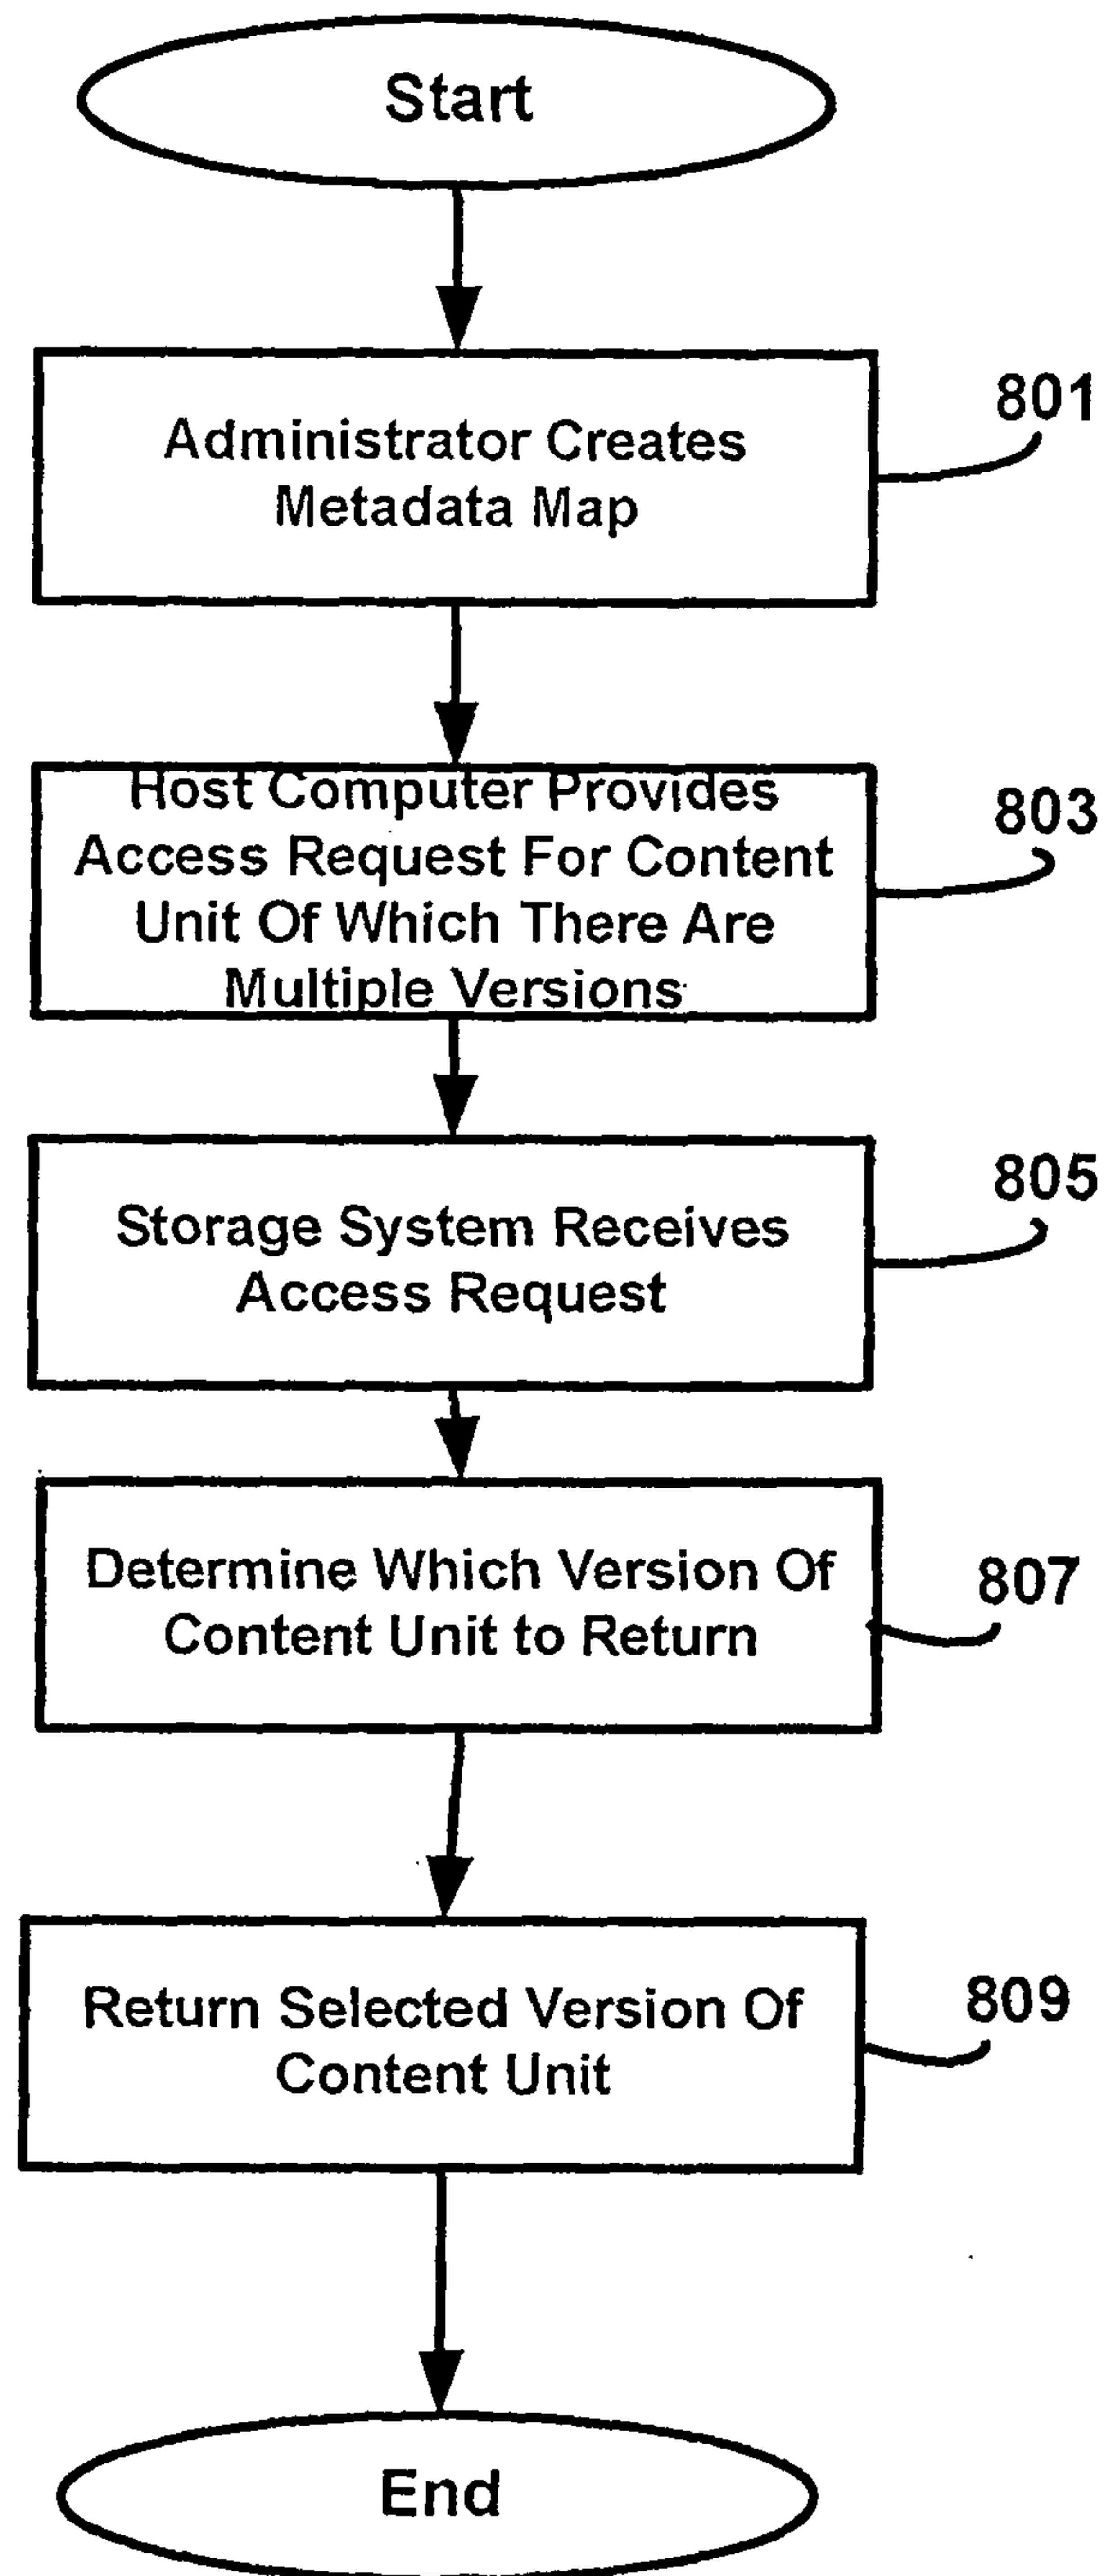 Start
Administrator Creates
Metadata Map
801
Host Computer Provides
Access Request For Content
Unit Of Which There Are
Multiple Versions
803
Storage System Receives
Access Request
805
Determine Which Version Of
Content Unit to Return
807
Return Selected Version Of
Content Unit
809
End